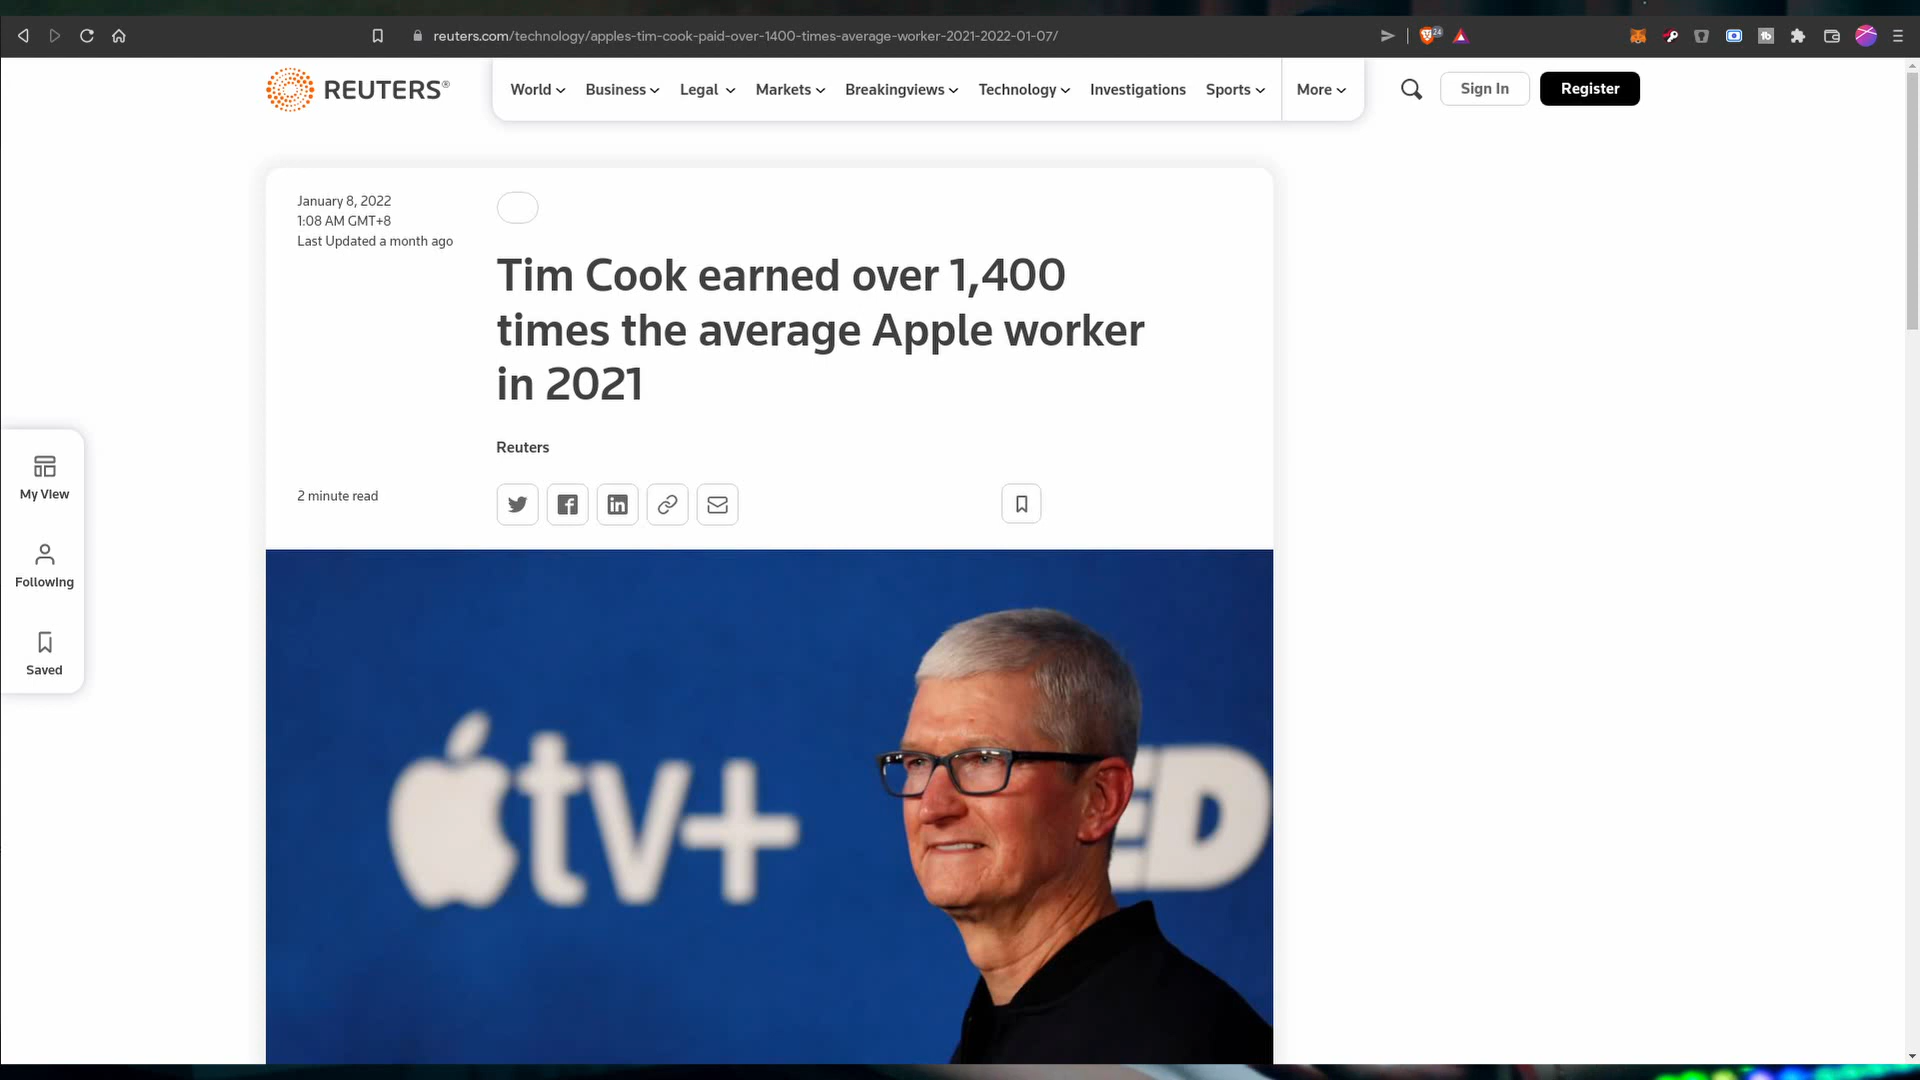 reuters.com/technology/apples-tim-cook-paid-over-1400-times-average-worker-2021-2022-01-07/
24
REUTERS®
World
Business
Legal
Markets
Breakingviews
Technology
Investigations
Sports
More
Sign In
Register
January 8, 2022
1:08 AM GMT+8
Last Updated a month ago
Tim Cook earned over 1,400
times the average Apple worker
in 2021
Reuters
2 minute read
My View
Following
Saved
tv+
ED